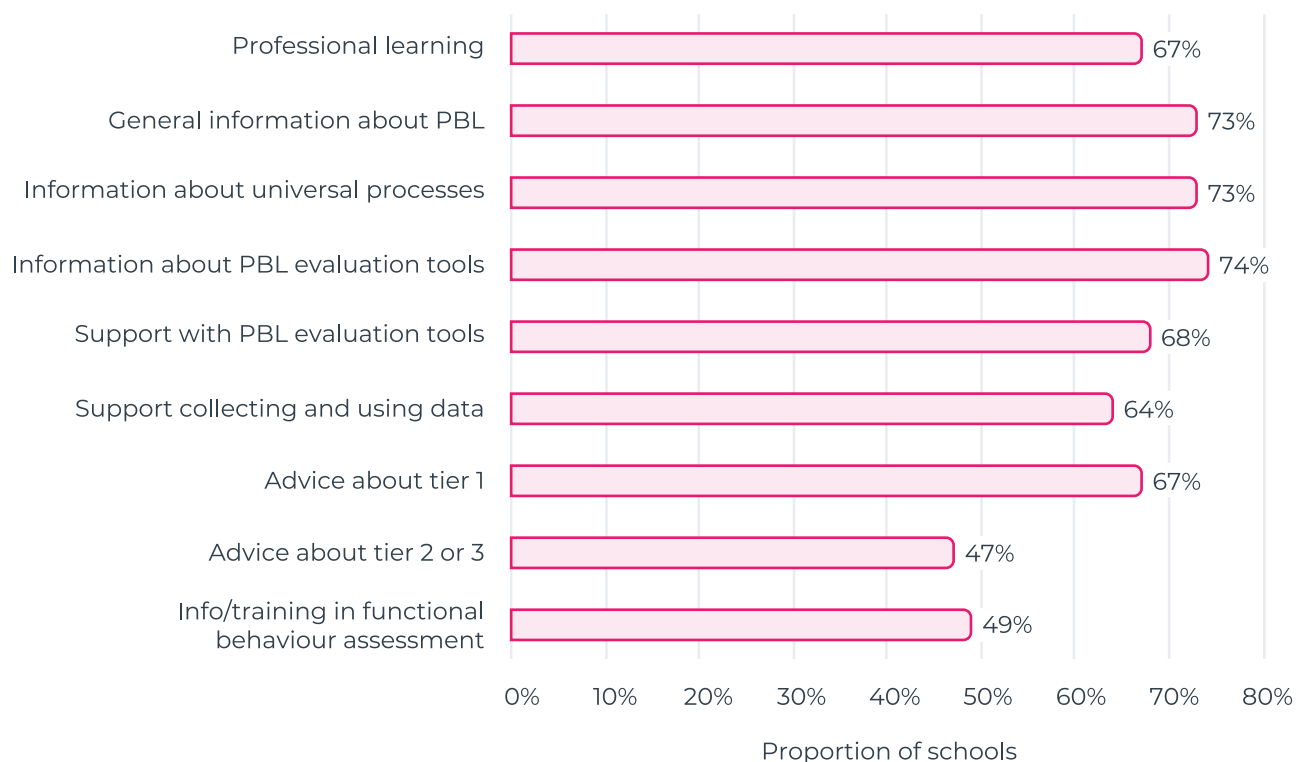 Professional learning
67%
General information about PBL
73%
Information about universal processes
73%
Information about PBL evaluation tools
74%
Support with PBL evaluation tools
68%
Support collecting and using data
64%
Advice about tier 1
67%
Advice about tier 2 or 3
47%
Info/training in functional
behaviour assessment
49%
0% 10% 20% 30% 40% 50% 60% 70% 80%
Proportion of schools